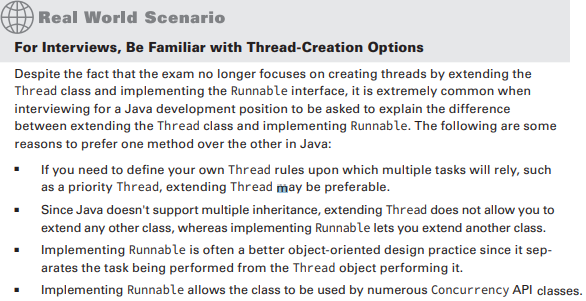 Real World Scenario
For Interviews, Be Familiar with Thread-Creation Options
Despite the fact that the exam no longer focuses on creating threads by extending the
Thread class and implementing the Runnable interface, it is extremely common when
interviewing for a Java development position to be asked to explain the difference
between extending the Thread class and implementing Runnable. The following are some
reasons to prefer one method over the other in Java:
■ If you need to define your own Thread rules upon which multiple tasks will rely, such
as a priority Thread, extending Thread may be preferable.
■ Since Java doesn't support multiple inheritance, extending Thread does not allow you to
extend any other class, whereas implementing Runnable lets you extend another class.
■ Implementing Runnable is often a better object-oriented design practice since it sep-
arates the task being performed from the Thread object performing it.
■ Implementing Runnable allows the class to be used by numerous Concurrency API classes.